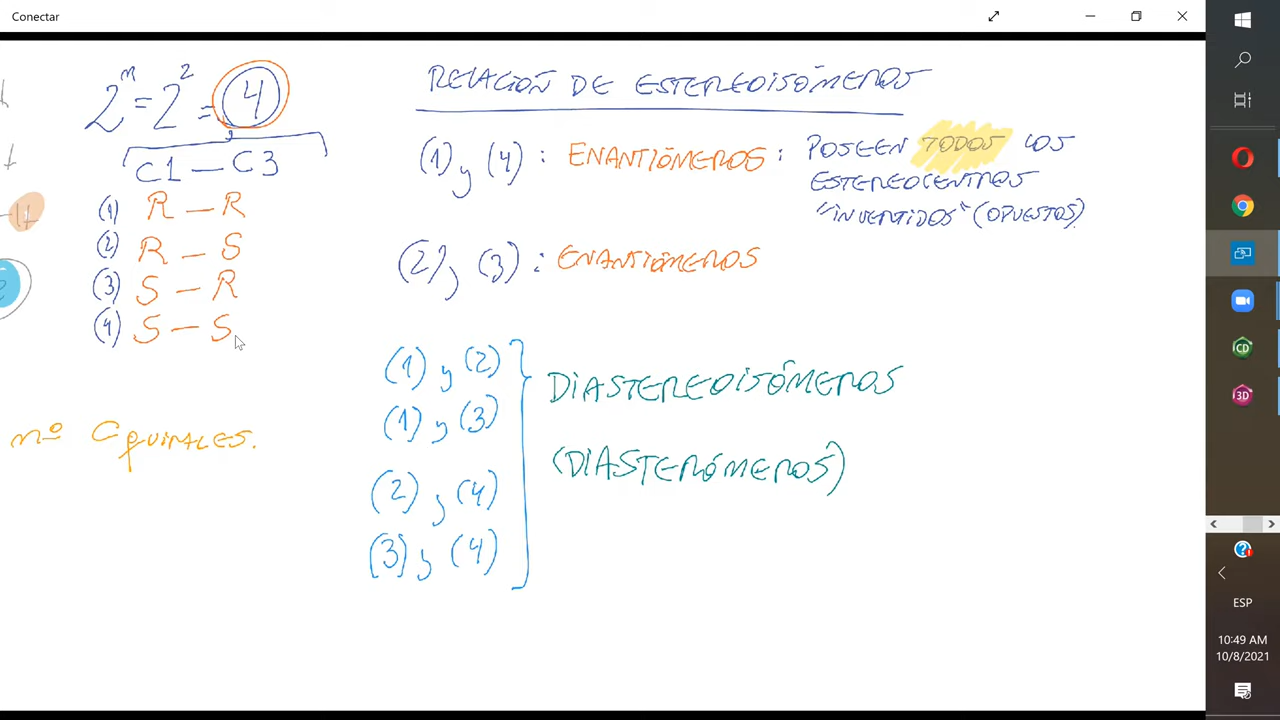 Conectar
2^n = 2^2 = 4
C1 — C3
(1) R — R
(2) R — S
(3) S — R
(4) S — S
nº C QUIRALES.
RELACIÓN DE ESTEREOISÓMEROS
(1) y (4) : ENANTIÓMEROS : POSEEN TODOS LOS
ESTEREOCENTROS
"INVERTIDOS" (OPUESTOS).
(2) y (3) : ENANTIÓMEROS
(1) y (2)
(1) y (3)
(2) y (4)
(3) y (4)
DIASTEREOISÓMEROS
(DIASTERÓMEROS)
CD
3D
ESP
10:49 AM
10/8/2021